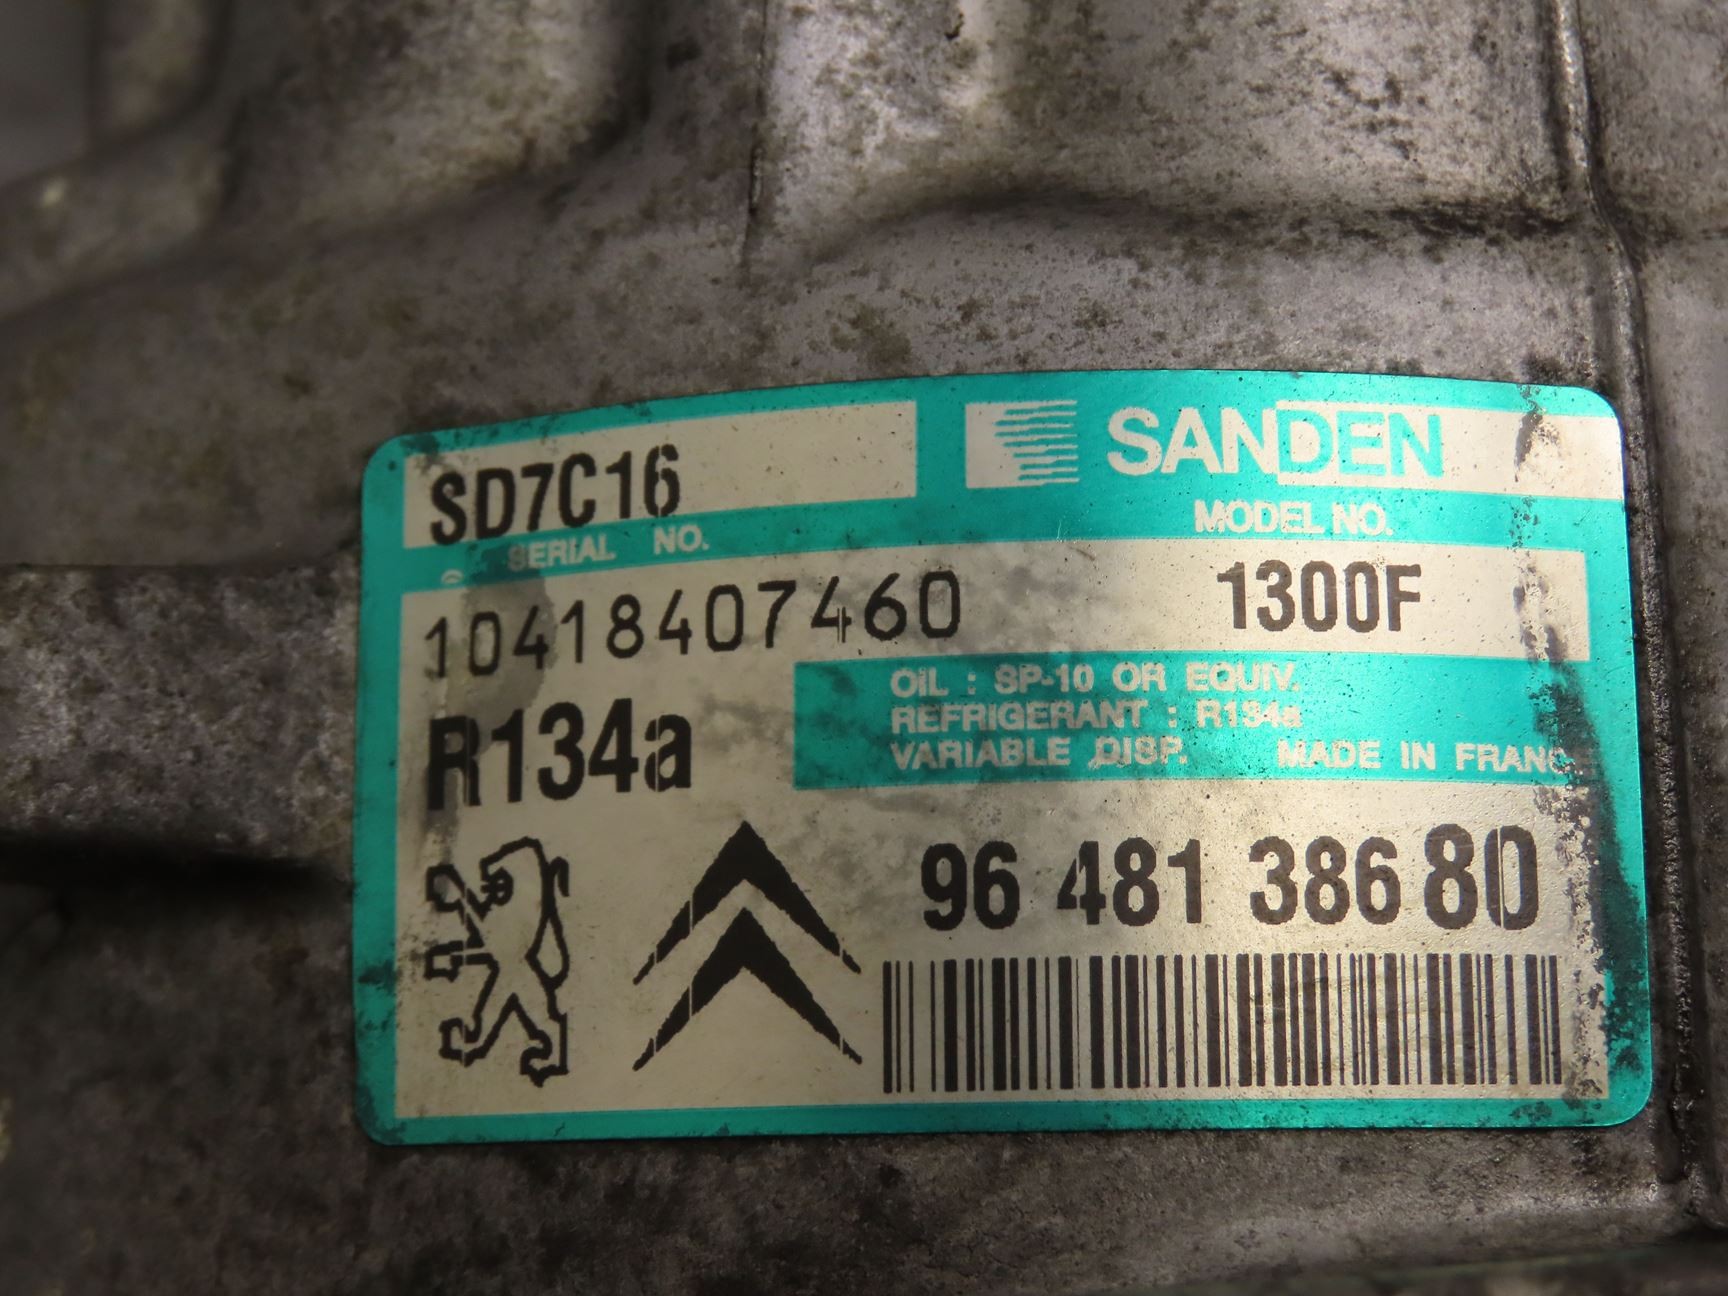 SD7C16
SANDEN
SERIAL NO.
MODEL NO.
10418407460
1300F
R134a
OIL : SP-10 OR EQUIV.
REFRIGERANT : R134a
VARIABLE DISP. MADE IN FRANCE
96 481 386 80